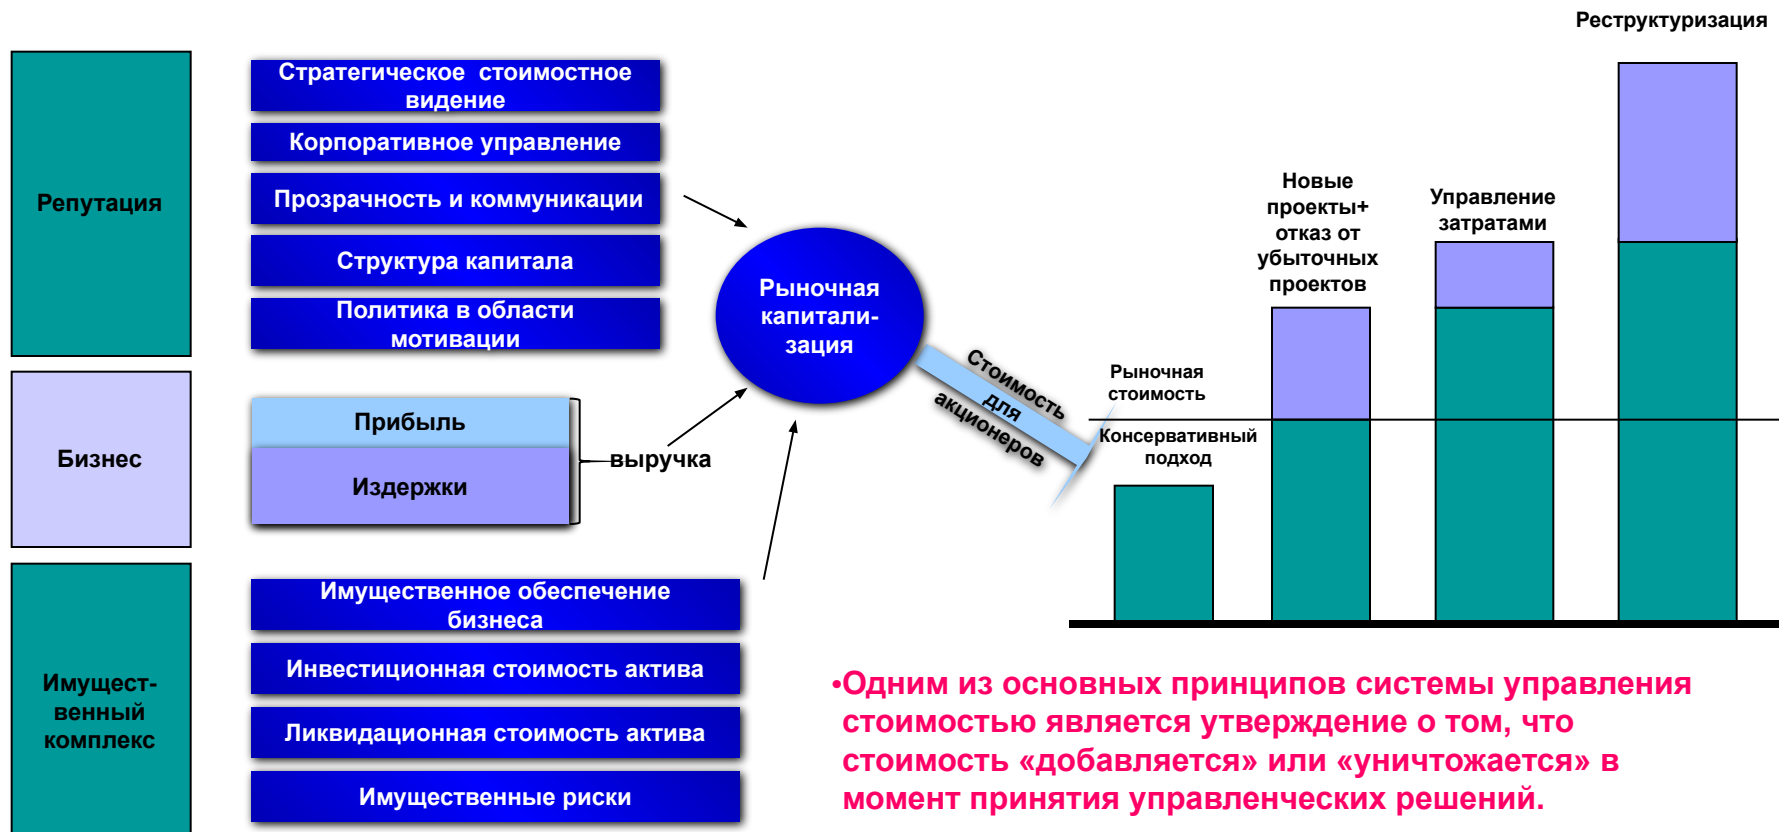 Реструктуризация
Репутация
Стратегическое стоимостное
видение
Корпоративное управление
Прозрачность и коммуникации
Структура капитала
Политика в области
мотивации
Бизнес
Прибыль
Издержки
выручка
Имущест-
венный
комплекс
Имущественное обеспечение
бизнеса
Инвестиционная стоимость актива
Ликвидационная стоимость актива
Имущественные риски
Рыночная
капитали-
зация
Стоимость
для
акционеров
Рыночная
стоимость
Консервативный
подход
Новые
проекты+
отказ от
убыточных
проектов
Управление
затратами
•Одним из основных принципов системы управления
стоимостью является утверждение о том, что
стоимость «добавляется» или «уничтожается» в
момент принятия управленческих решений.